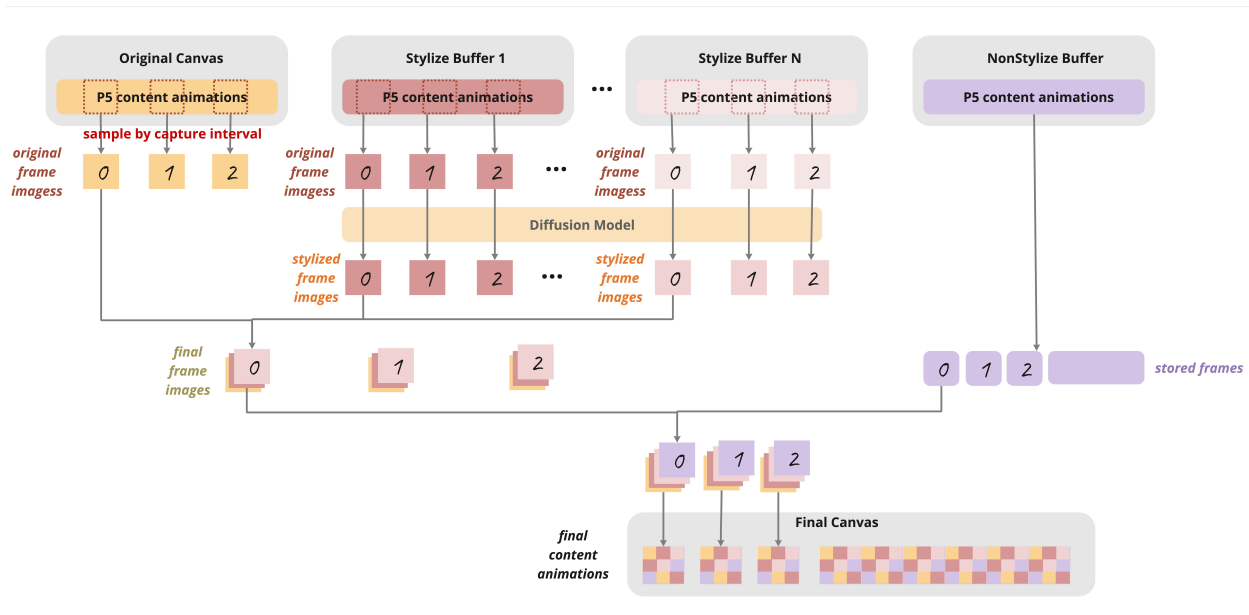 Original Canvas
Stylize Buffer 1
Stylize Buffer N
NonStylize Buffer
P5 content animations
P5 content animations
...
P5 content animations
P5 content animations
sample by capture interval
original
frame
imagess
0 1 2
original
frame
imagess
0 1 2
...
original
frame
imagess
0 1 2
Diffusion Model
stylized
frame
images
0 1 2
...
stylized
frame
images
0 1 2
final
frame
images
0 1 2
0 1 2
stored frames
0 1 2
Final Canvas
final
content
animations